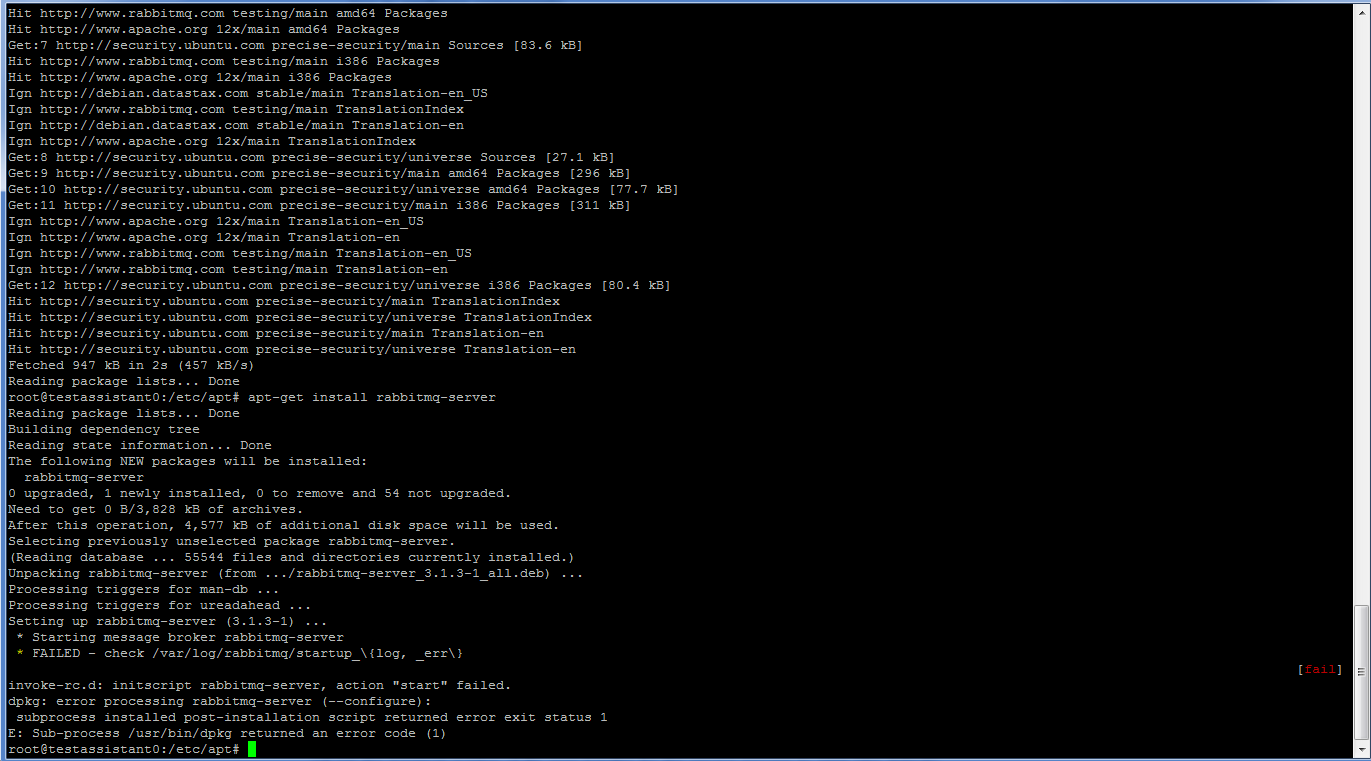 Hit http://www.rabbitmq.com testing/main amd64 Packages
Hit http://www.apache.org 12x/main amd64 Packages
Get:7 http://security.ubuntu.com precise-security/main Sources [83.6 kB]
Hit http://www.rabbitmq.com testing/main i386 Packages
Hit http://www.apache.org 12x/main i386 Packages
Ign http://debian.datastax.com stable/main Translation-en_US
Ign http://www.rabbitmq.com testing/main TranslationIndex
Ign http://debian.datastax.com stable/main Translation-en
Ign http://www.apache.org 12x/main TranslationIndex
Get:8 http://security.ubuntu.com precise-security/universe Sources [27.1 kB]
Get:9 http://security.ubuntu.com precise-security/main amd64 Packages [296 kB]
Get:10 http://security.ubuntu.com precise-security/universe amd64 Packages [77.7 kB]
Get:11 http://security.ubuntu.com precise-security/main i386 Packages [311 kB]
Ign http://www.apache.org 12x/main Translation-en_US
Ign http://www.apache.org 12x/main Translation-en
Ign http://www.rabbitmq.com testing/main Translation-en_US
Ign http://www.rabbitmq.com testing/main Translation-en
Get:12 http://security.ubuntu.com precise-security/universe i386 Packages [80.4 kB]
Hit http://security.ubuntu.com precise-security/main TranslationIndex
Hit http://security.ubuntu.com precise-security/universe TranslationIndex
Hit http://security.ubuntu.com precise-security/main Translation-en
Hit http://security.ubuntu.com precise-security/universe Translation-en
Fetched 947 kB in 2s (457 kB/s)
Reading package lists... Done
root@testassistant0:/etc/apt# apt-get install rabbitmq-server
Reading package lists... Done
Building dependency tree
Reading state information... Done
The following NEW packages will be installed:
  rabbitmq-server
0 upgraded, 1 newly installed, 0 to remove and 54 not upgraded.
Need to get 0 B/3,828 kB of archives.
After this operation, 4,577 kB of additional disk space will be used.
Selecting previously unselected package rabbitmq-server.
(Reading database ... 55544 files and directories currently installed.)
Unpacking rabbitmq-server (from .../rabbitmq-server_3.1.3-1_all.deb) ...
Processing triggers for man-db ...
Processing triggers for ureadahead ...
Setting up rabbitmq-server (3.1.3-1) ...
 * Starting message broker rabbitmq-server
 * FAILED - check /var/log/rabbitmq/startup_\{log, _err\}
[fail]
invoke-rc.d: initscript rabbitmq-server, action "start" failed.
dpkg: error processing rabbitmq-server (--configure):
 subprocess installed post-installation script returned error exit status 1
E: Sub-process /usr/bin/dpkg returned an error code (1)
root@testassistant0:/etc/apt#